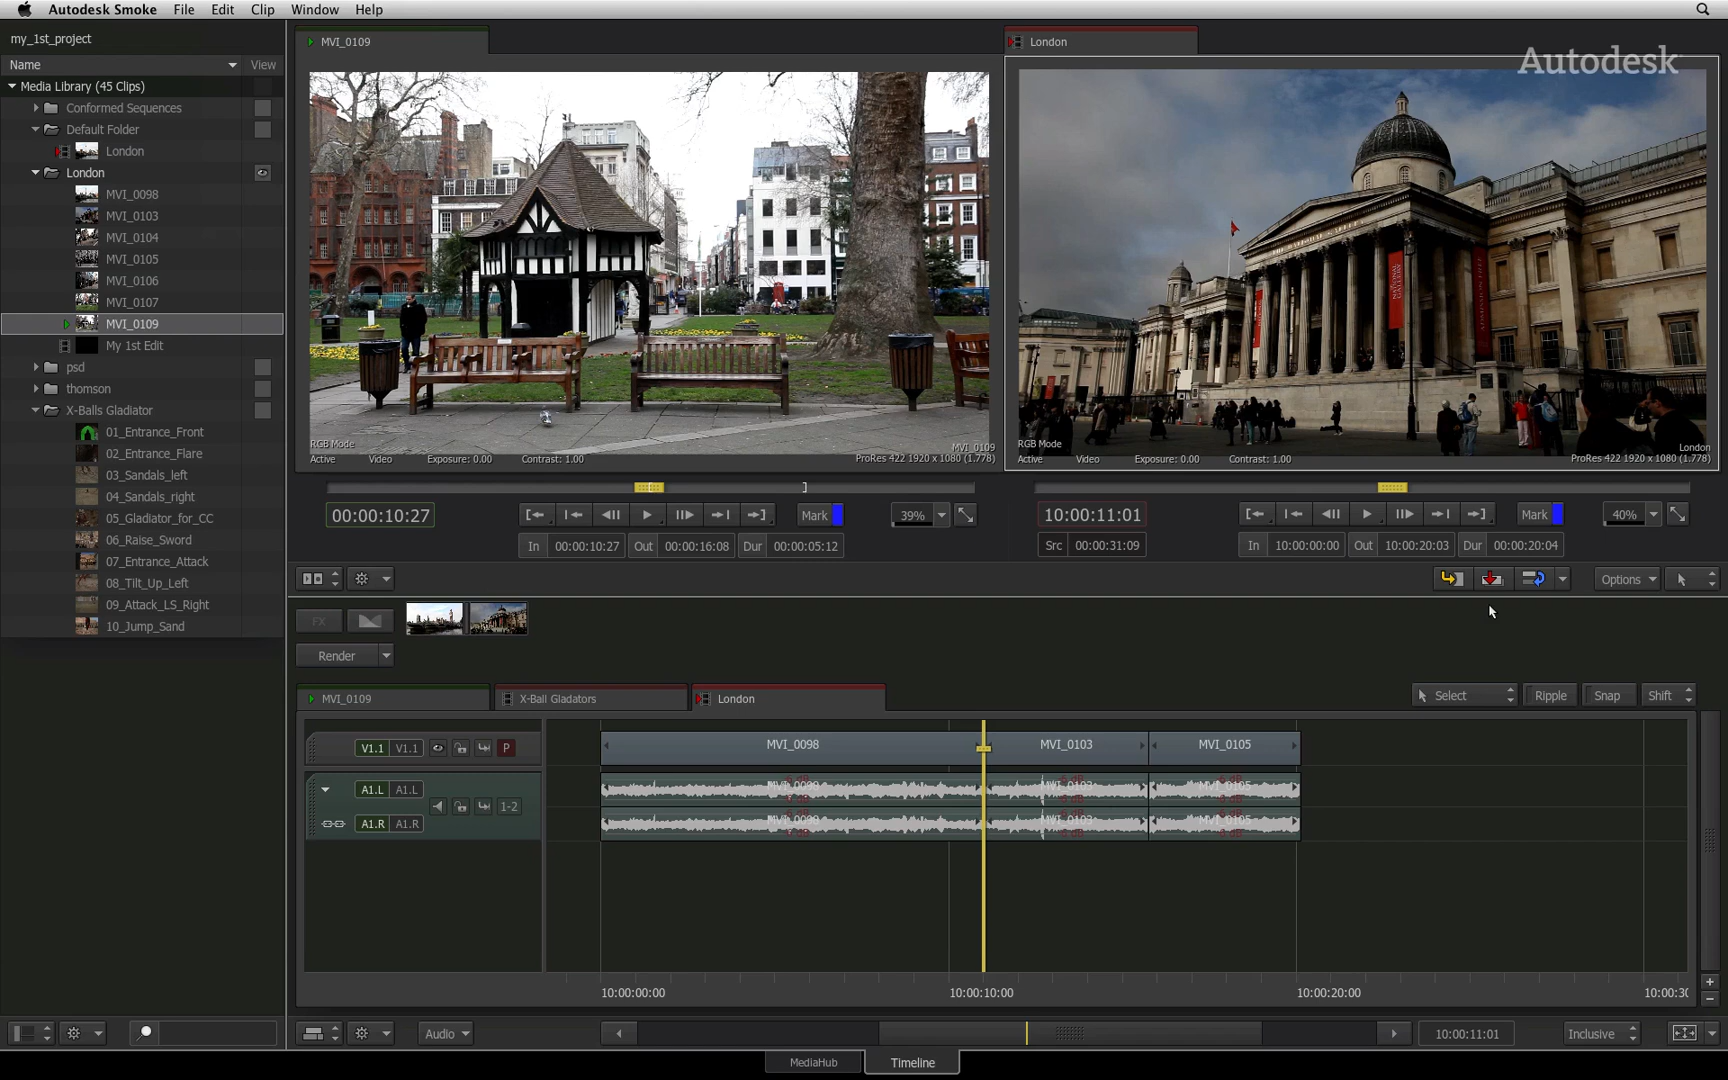 Autodesk Smoke File Edit Clip Window Help
my_1st_project
Name View
Media Library (45 Clips)
Conformed Sequences
Default Folder
London
London
MVI_0098
MVI_0103
MVI_0104
MVI_0105
MVI_0106
MVI_0107
MVI_0109
My 1st Edit
psd
thomson
X-Balls Gladiator
01_Entrance_Front
02_Entrance_Flare
03_Sandals_left
04_Sandals_right
05_Gladiator_for_CC
06_Raise_Sword
07_Entrance_Attack
08_Tilt_Up_Left
09_Attack_LS_Right
10_Jump_Sand
MVI_0109
RGB Mode
MVI_0109
Active Video Exposure: 0.00 Contrast: 1.00 ProRes 422 1920 x 1080 (1.778)
00:00:10:27
Mark
39%
In 00:00:10:27 Out 00:00:16:08 Dur 00:00:05:12
London
Autodesk
NATIONAL GALLERY
RGB Mode
London
Active Video Exposure: 0.00 Contrast: 1.00 ProRes 422 1920 x 1080 (1.778)
10:00:11:01
Mark
40%
Src 00:00:31:09 In 10:00:00:00 Out 10:00:20:03 Dur 00:00:20:04
Options
FX
Render
MVI_0109 X-Ball Gladators London
Select Ripple Snap Shift
V1.1 V1.1 P
MVI_0098 MVI_0103 MVI_0105
A1.L A1.L
1-2
A1.R A1.R
MVI_0098 MVI_0103 MVI_0105
MVI_0098 MVI_0103 MVI_0105
10:00:00:00 10:00:10:00 10:00:20:00 10:00:30
Audio 10:00:11:01 Inclusive
MediaHub Timeline